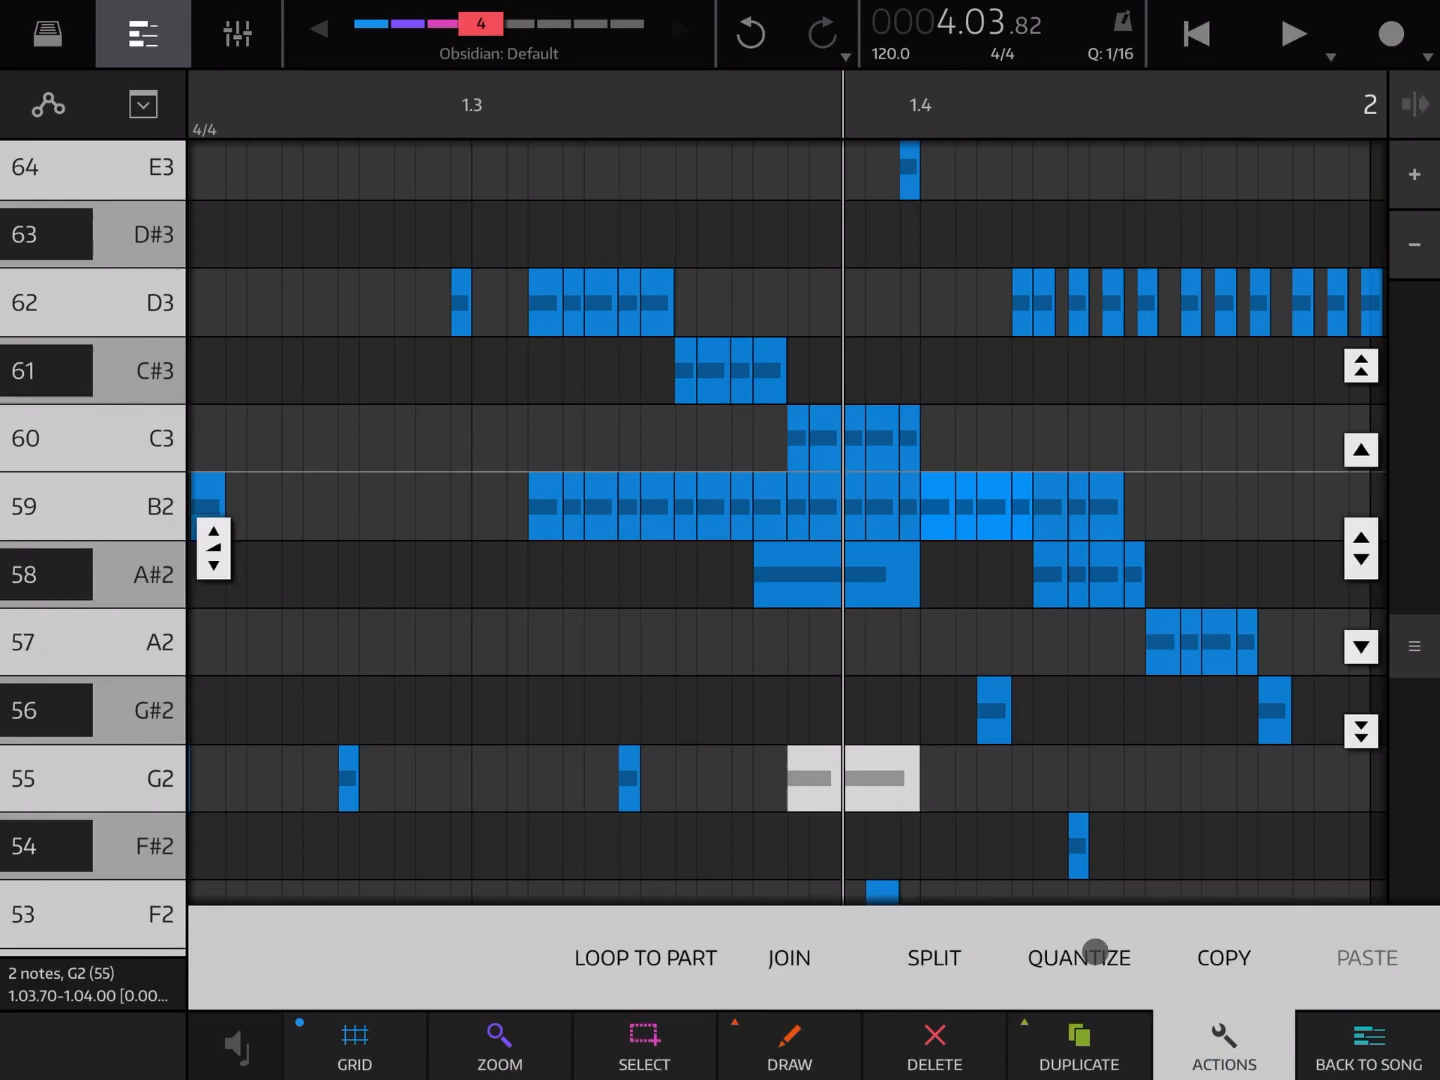 4
Obsidian: Default
0004.03.82
120.0 4/4 Q: 1/16
1.3 1.4 2
4/4
64 E3
63 D#3
62 D3
61 C#3
60 C3
59 B2
58 A#2
57 A2
56 G#2
55 G2
54 F#2
53 F2
LOOP TO PART JOIN SPLIT QUANTIZE COPY PASTE
2 notes, G2 (55)
1.03.70-1.04.00 [0.00...
GRID ZOOM SELECT DRAW DELETE DUPLICATE ACTIONS BACK TO SONG